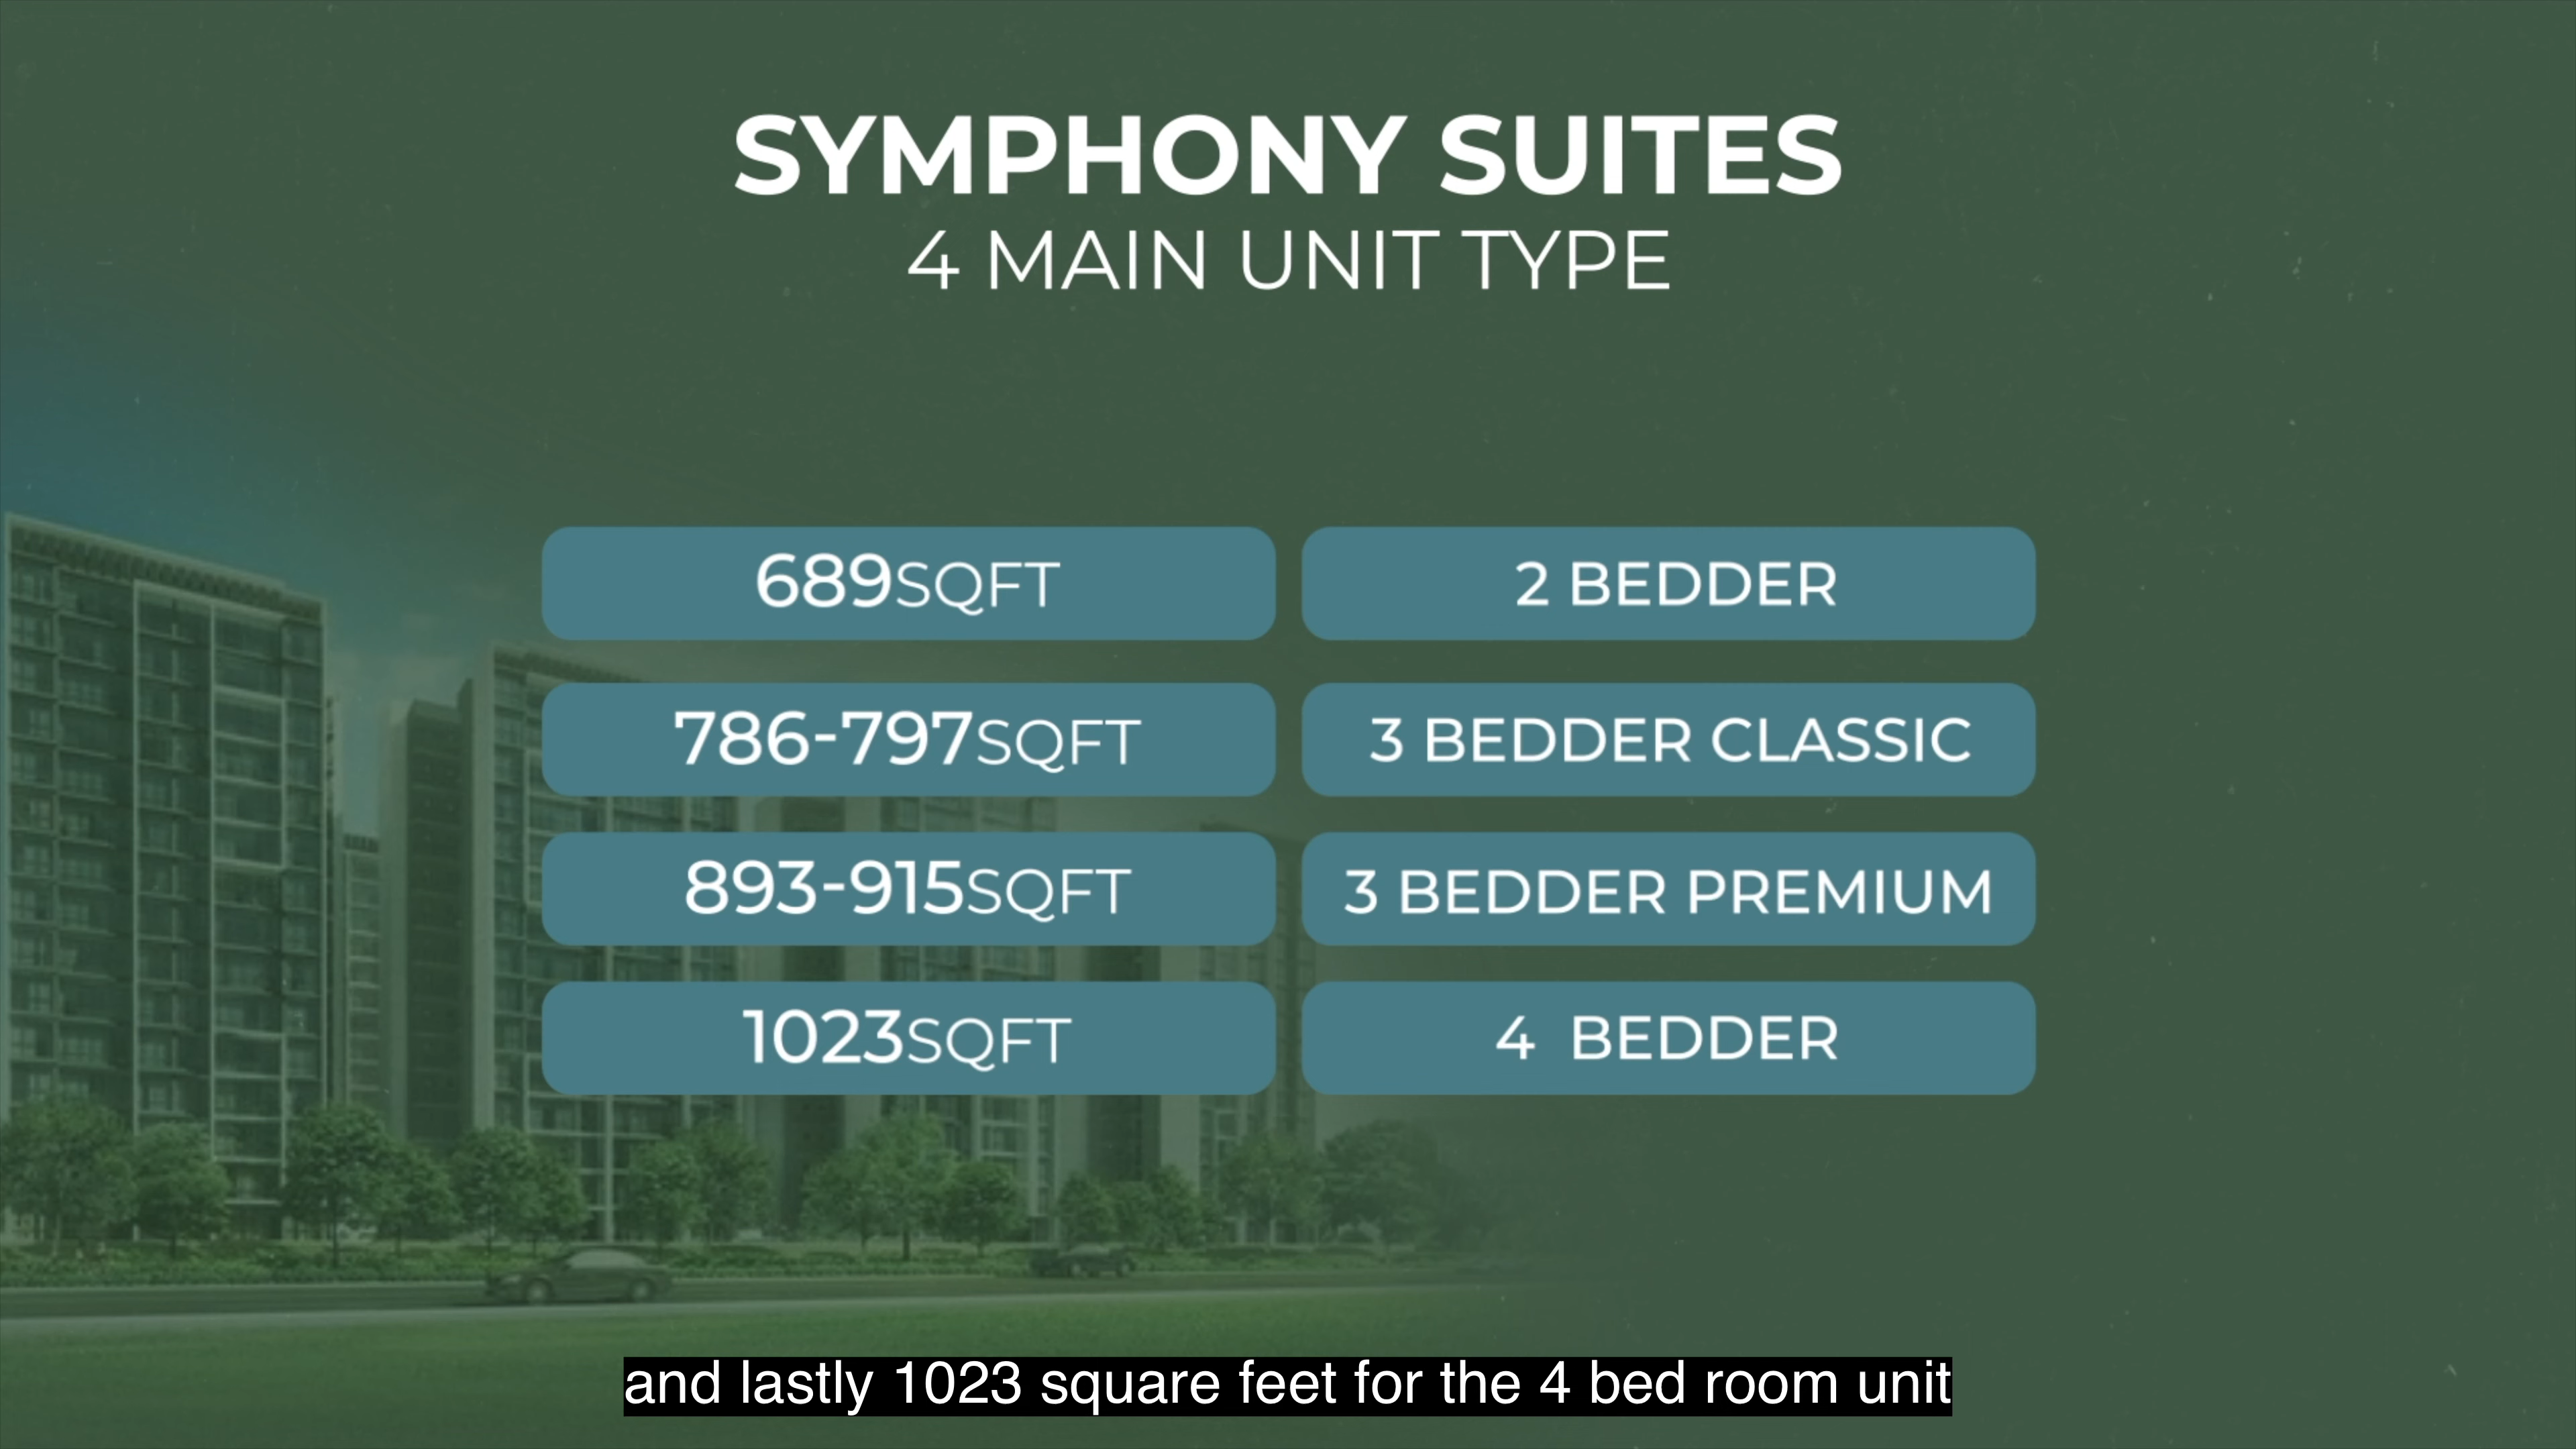 SYMPHONY SUITES
4 MAIN UNIT TYPE
689SQFT 2 BEDDER
786-797SQFT 3 BEDDER CLASSIC
893-915SQFT 3 BEDDER PREMIUM
1023SQFT 4 BEDDER
and lastly 1023 square feet for the 4 bed room unit